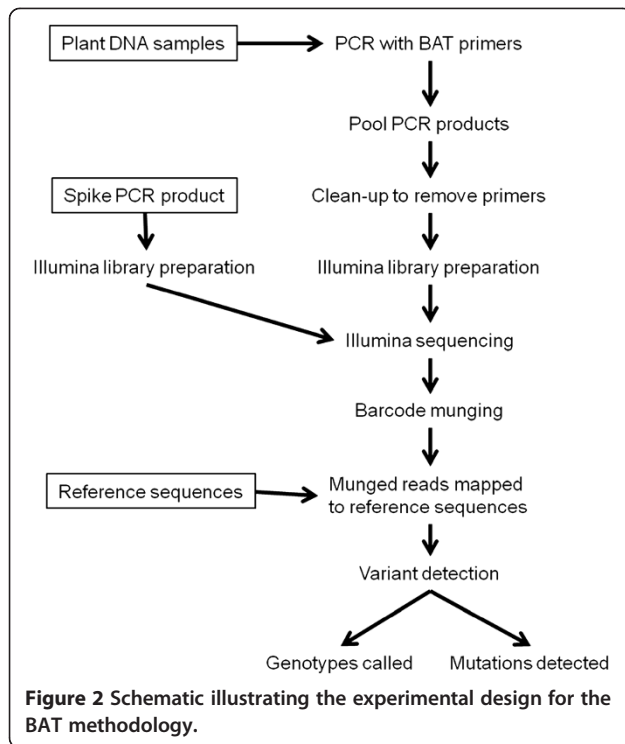 Plant DNA samples
PCR with BAT primers
Pool PCR products
Spike PCR product
Clean-up to remove primers
Illumina library preparation
Illumina library preparation
Illumina sequencing
Barcode munging
Reference sequences
Munged reads mapped
to reference sequences
Variant detection
Genotypes called
Mutations detected
Figure 2 Schematic illustrating the experimental design for the
BAT methodology.